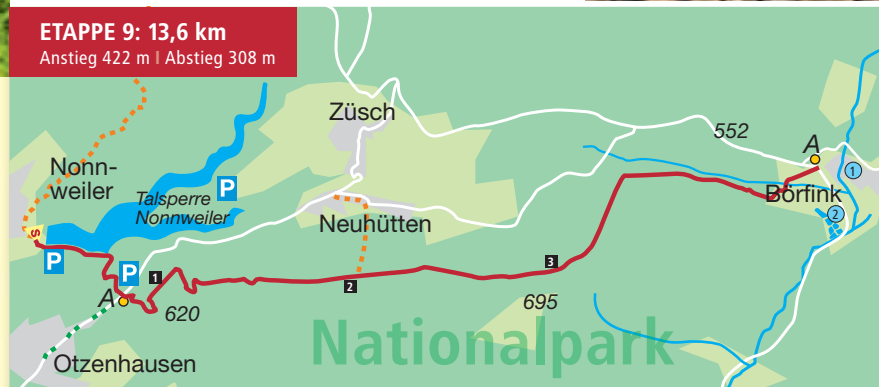 ETAPPE 9: 13,6 km
Anstieg 422 m I Abstieg 308 m
Züsch
552
A
1
Nonn-
weiler
Talsperre
Nonnweiler
P
Neuhütten
Börfink
2
S
P
P
1
2
3
A
620
695
Nationalpark
Otzenhausen